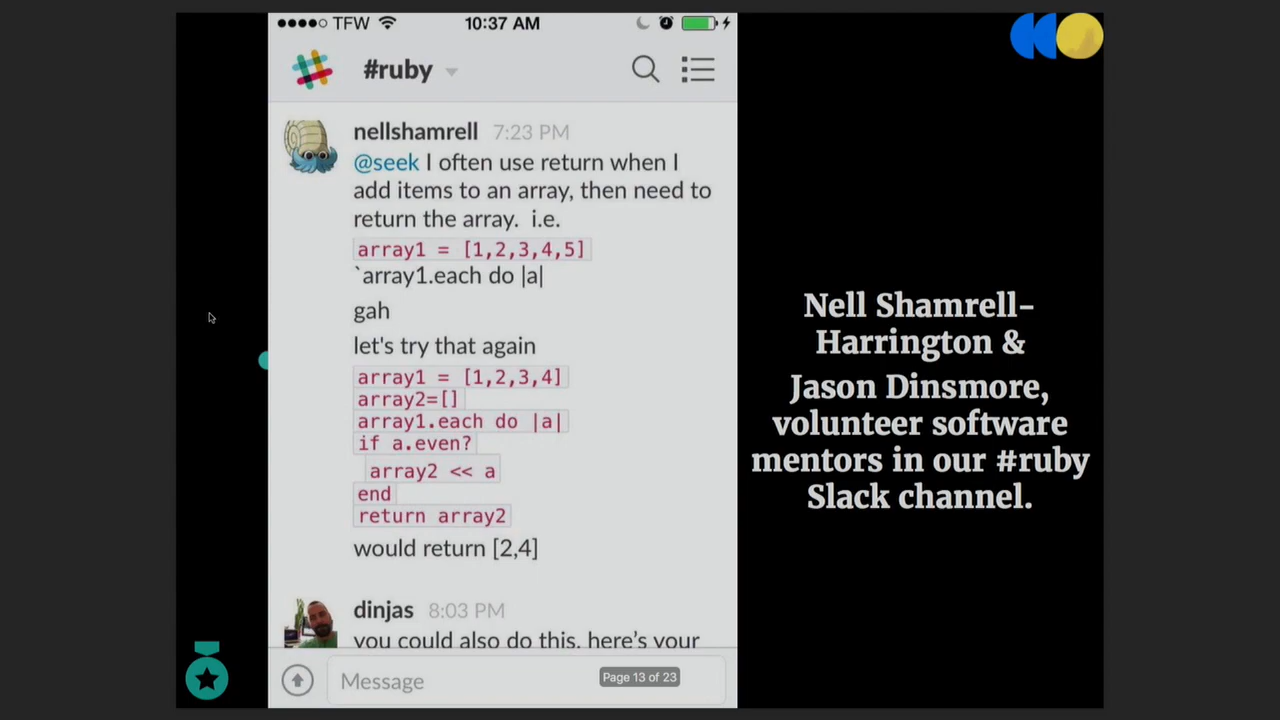 TFW 10:37 AM
#ruby
nellshamrell 7:23 PM
@seek I often use return when I
add items to an array, then need to
return the array. i.e.
array1 = [1,2,3,4,5]
`array1.each do |a|
gah
let's try that again
array1 = [1,2,3,4]
array2=[]
array1.each do |a|
if a.even?
array2 << a
end
return array2
would return [2,4]
dinjas 8:03 PM
you could also do this, here's your
Message
Page 13 of 23
Nell Shamrell-
Harrington &
Jason Dinsmore,
volunteer software
mentors in our #ruby
Slack channel.